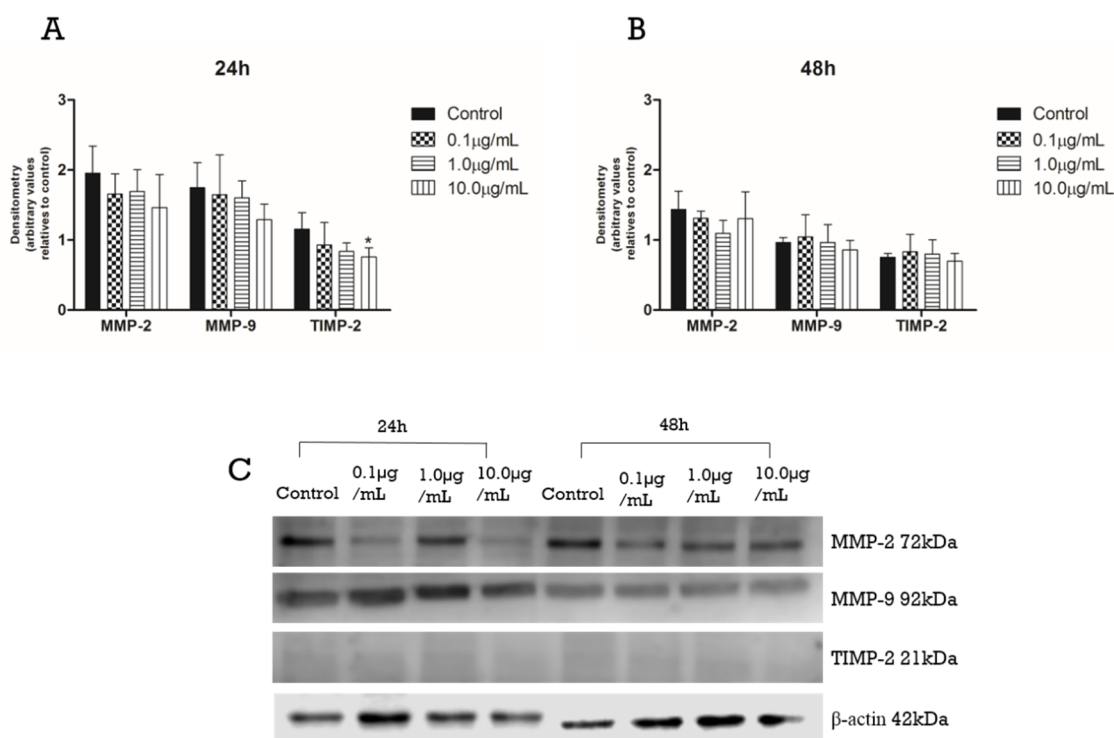 A
24h
3
2
1
0
Densitometry
(arbitrary values
relatives to control)
*
MMP-2
MMP-9
TIMP-2
Control
0.1µg/mL
1.0µg/mL
10.0µg/mL
B
48h
3
2
1
0
Densitometry
(arbitrary values
relatives to control)
MMP-2
MMP-9
TIMP-2
Control
0.1µg/mL
1.0µg/mL
10.0µg/mL
C
24h
48h
Control
0.1µg
/mL
1.0µg
/mL
10.0µg
/mL
Control
0.1µg
/mL
1.0µg
/mL
10.0µg
/mL
MMP-2 72kDa
MMP-9 92kDa
TIMP-2 21kDa
β-actin 42kDa